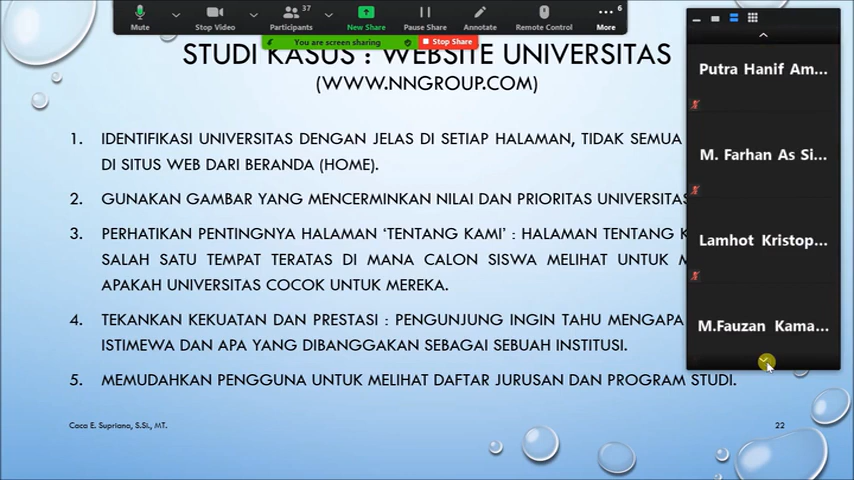 37
6
Mute
Stop Video
Participants
New Share
Pause Share
Annotate
Remote Control
More
You are screen sharing
Stop Share
STUDI KASUS : WEBSITE UNIVERSITAS
(WWW.NNGROUP.COM)
1. IDENTIFIKASI UNIVERSITAS DENGAN JELAS DI SETIAP HALAMAN, TIDAK SEMUA
DI SITUS WEB DARI BERANDA (HOME).
2. GUNAKAN GAMBAR YANG MENCERMINKAN NILAI DAN PRIORITAS UNIVERSITAS
3. PERHATIKAN PENTINGNYA HALAMAN ‘TENTANG KAMI’ : HALAMAN TENTANG
SALAH SATU TEMPAT TERATAS DI MANA CALON SISWA MELIHAT UNTUK
APAKAH UNIVERSITAS COCOK UNTUK MEREKA.
4. TEKANKAN KEKUATAN DAN PRESTASI : PENGUNJUNG INGIN TAHU MENGAPA
ISTIMEWA DAN APA YANG DIBANGGAKAN SEBAGAI SEBUAH INSTITUSI.
5. MEMUDAHKAN PENGGUNA UNTUK MELIHAT DAFTAR JURUSAN DAN PROGRAM STUDI.
Caca E. Supriana, S.Si., MT.
22
Putra Hanif Am...
M. Farhan As Si...
Lamhot Kristop...
M.Fauzan Kama...